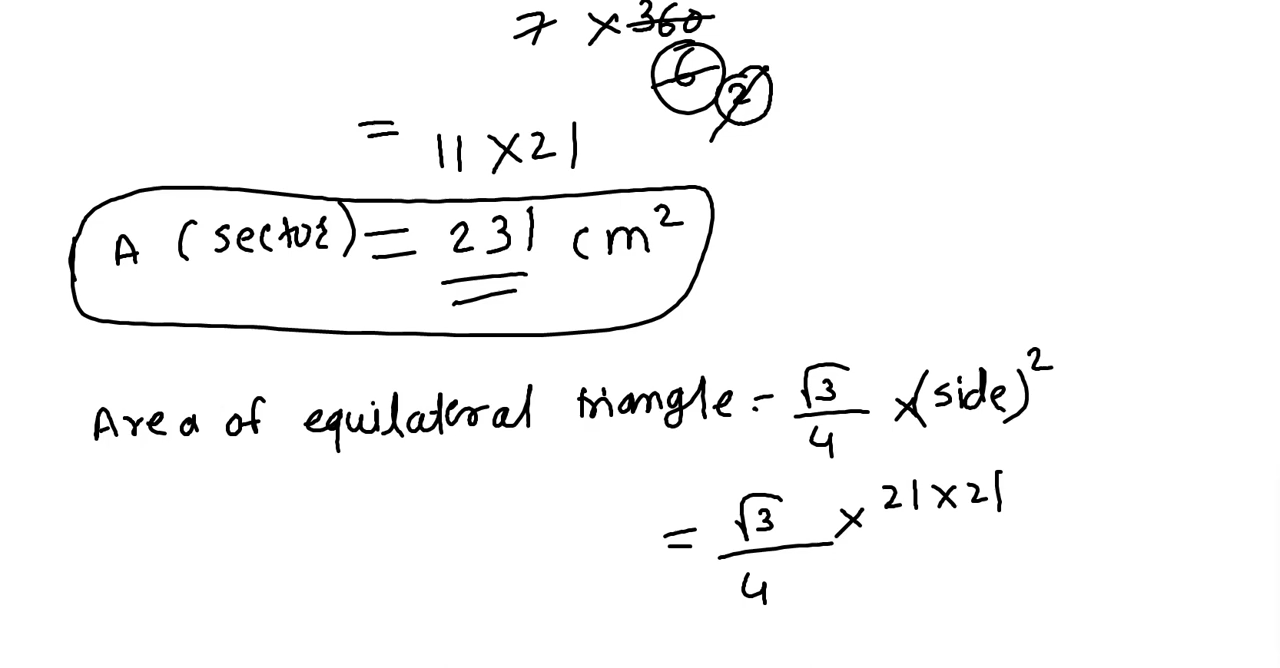 7 × 360
6 2
= 11 × 21
A (sector) = 231 cm²
Area of equilateral triangle = √3/4 × (side)²
= √3/4 × 21 × 21